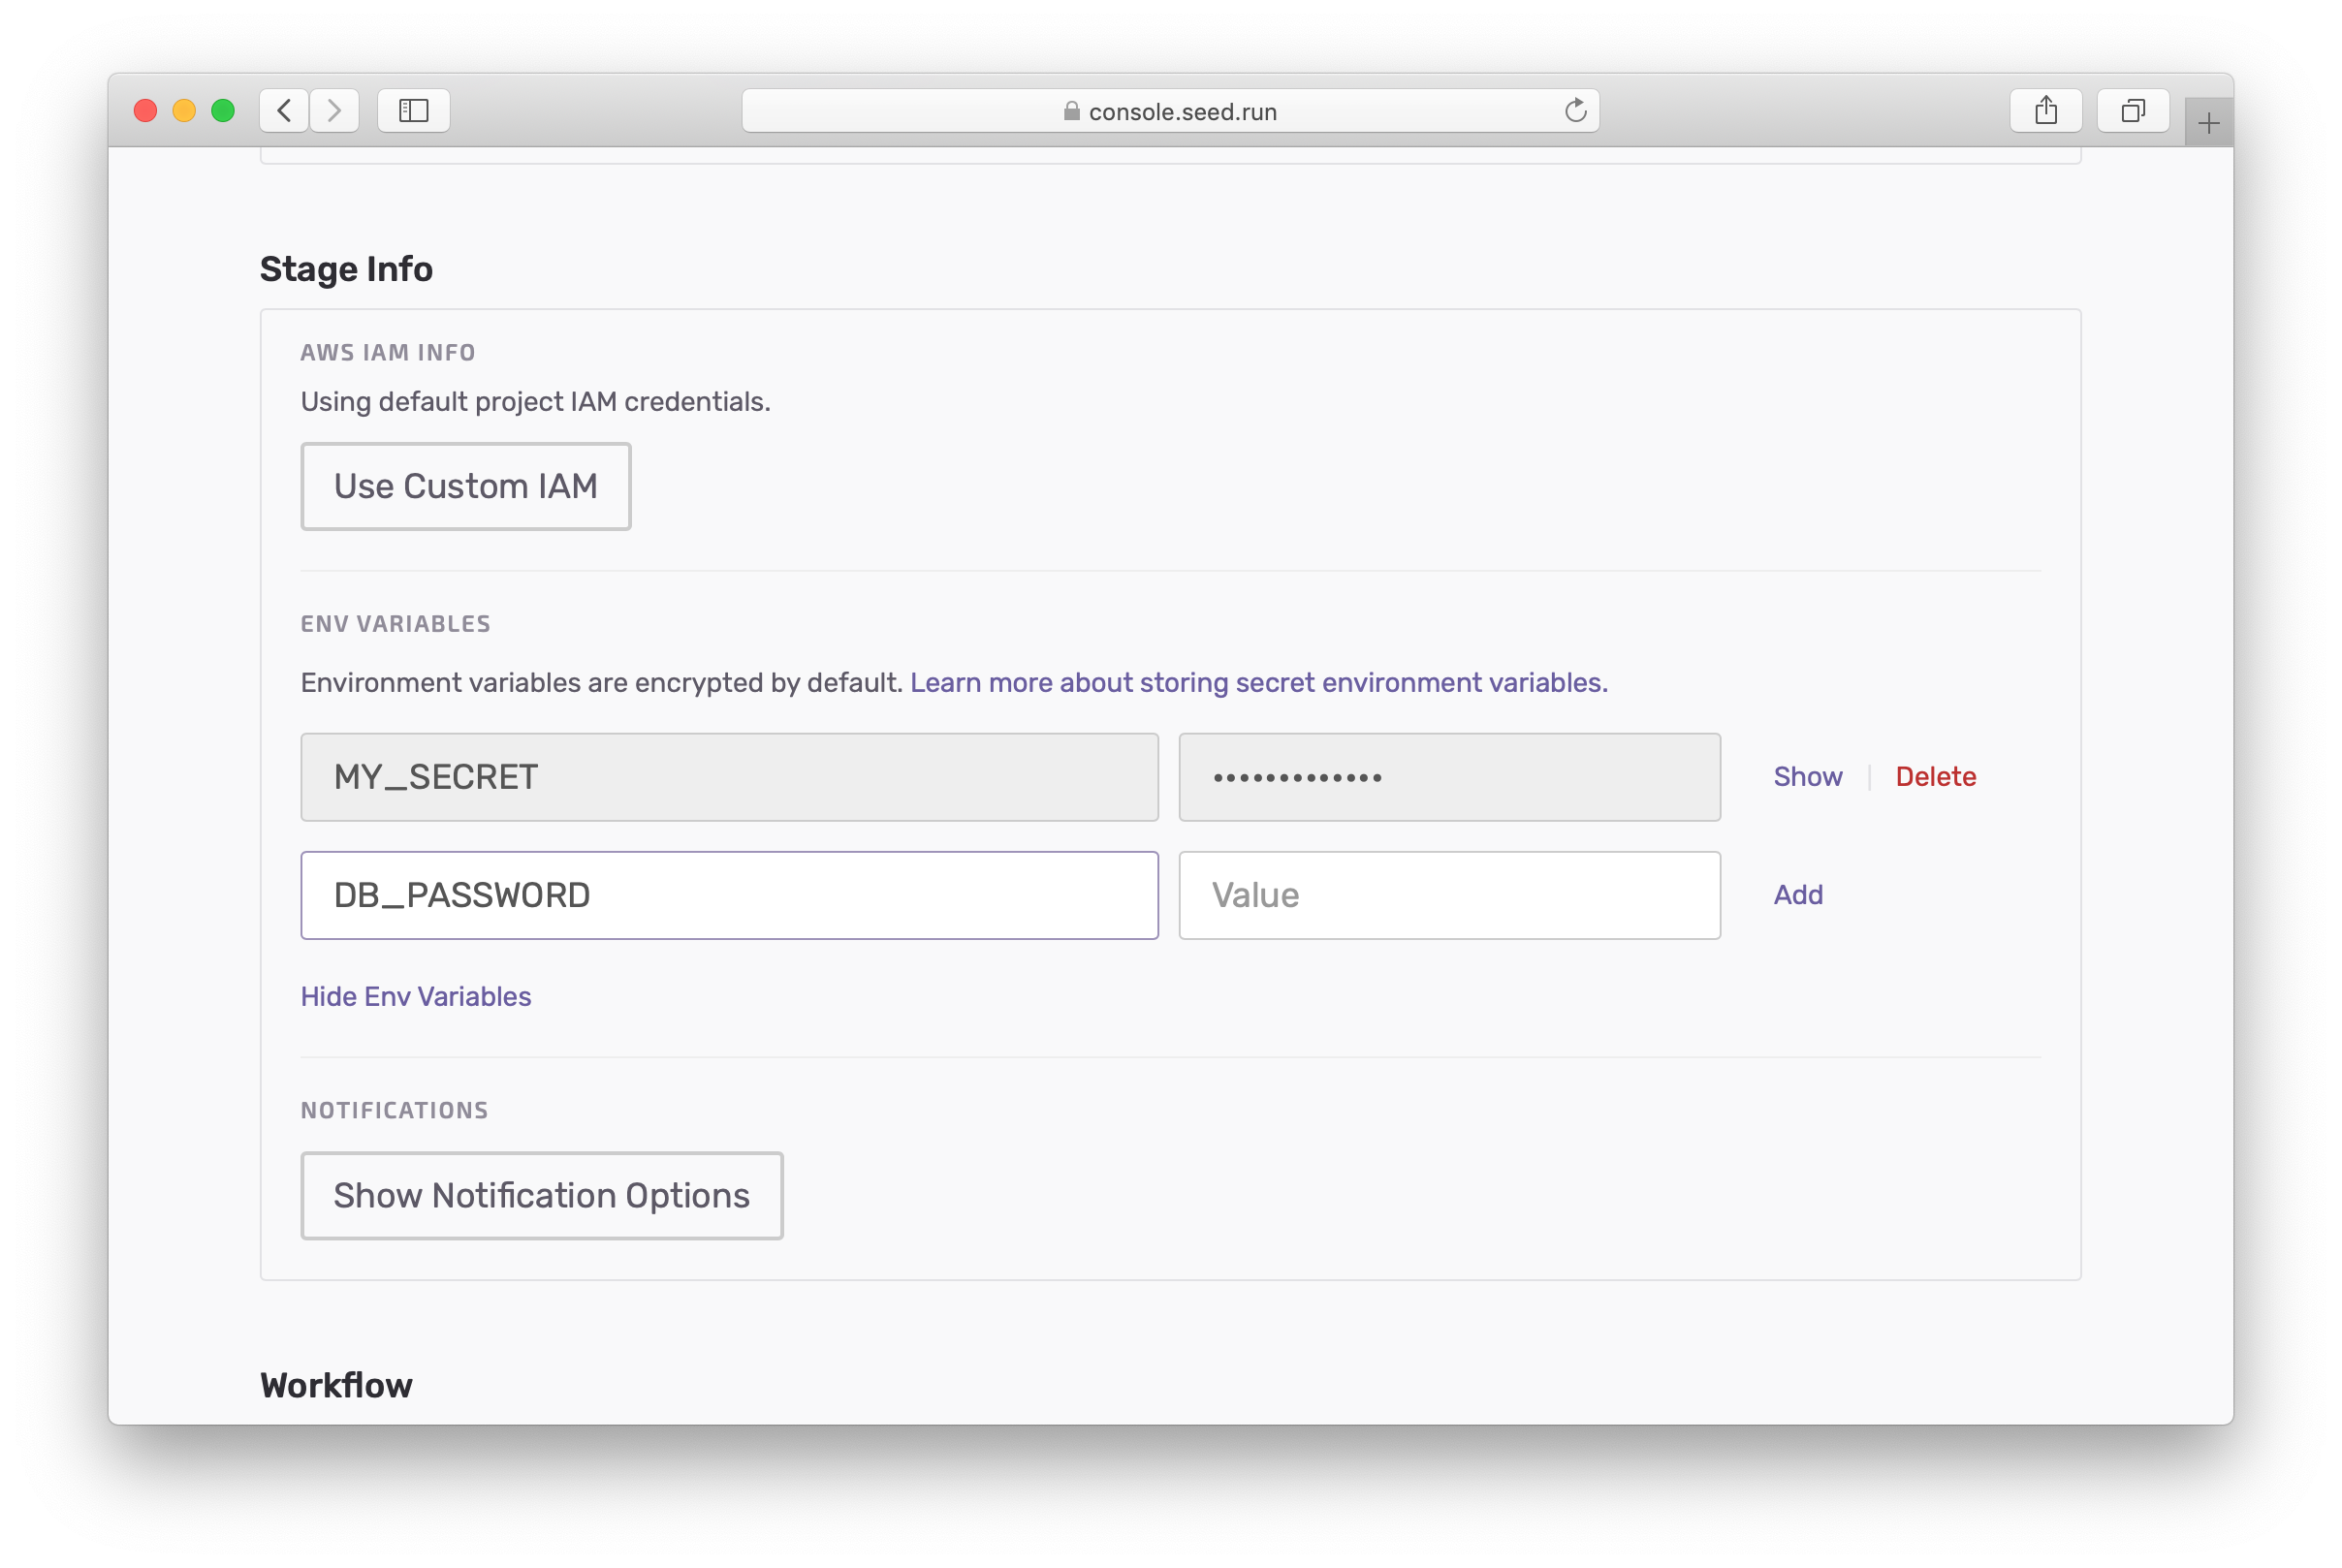 console.seed.run
Stage Info
AWS IAM INFO
Using default project IAM credentials.
Use Custom IAM
ENV VARIABLES
Environment variables are encrypted by default. Learn more about storing secret environment variables.
MY_SECRET ••••••••••••• Show | Delete
DB_PASSWORD Value Add
Hide Env Variables
NOTIFICATIONS
Show Notification Options
Workflow